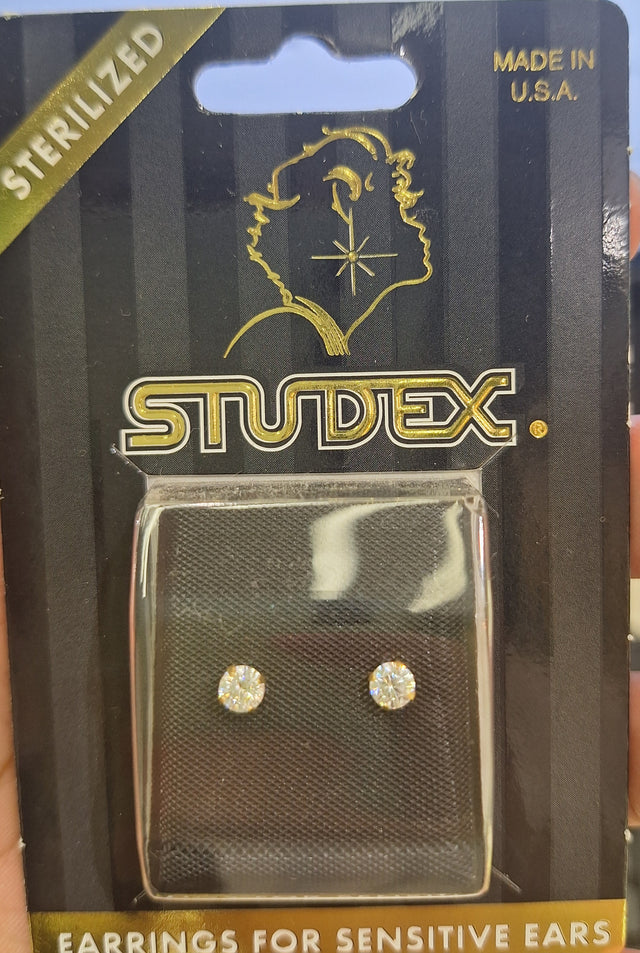 STERILIZED
MADE IN
U.S.A.
STUDEX®
EARRINGS FOR SENSITIVE EARS